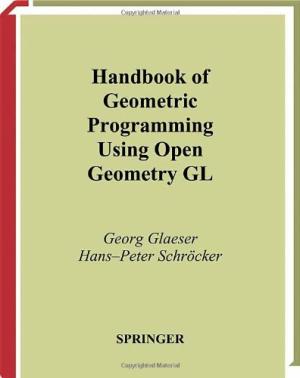 Handbook of
Geometric
Programming
Using Open
Geometry GL
Georg Glaeser
Hans–Peter Schröcker
SPRINGER